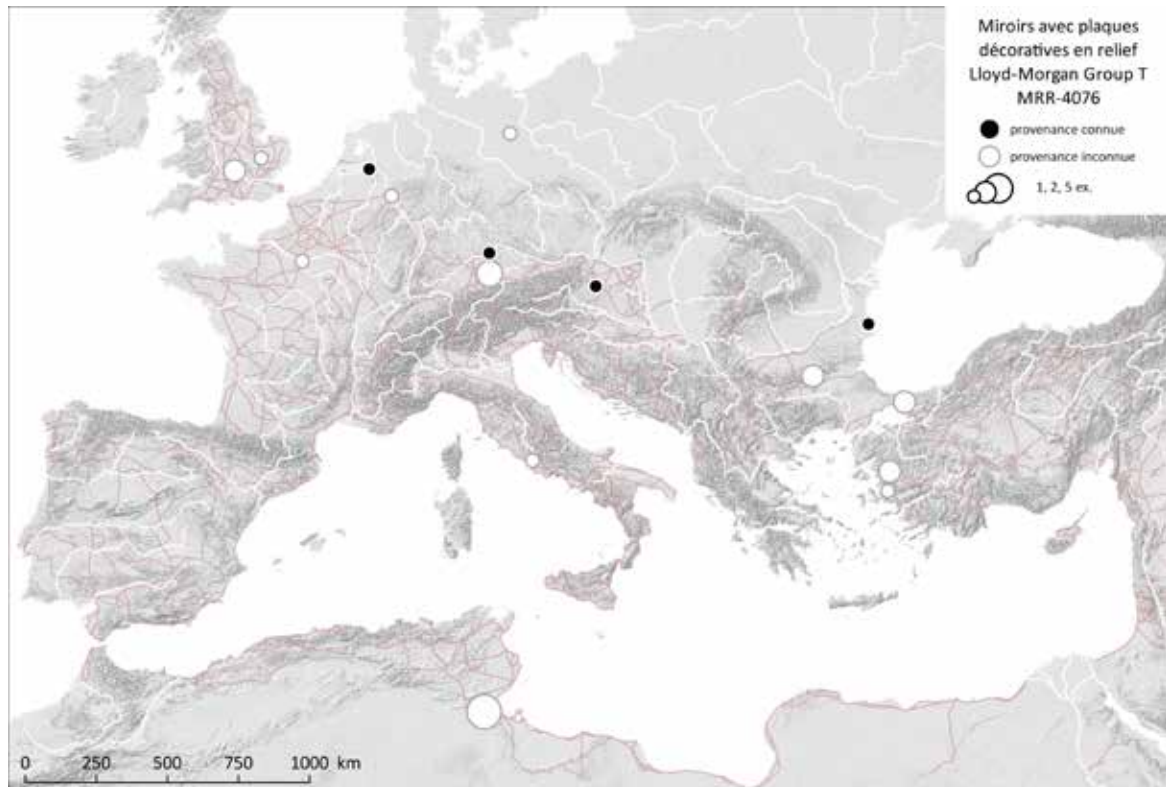 Miroirs avec plaques
décoratives en relief
Lloyd-Morgan Group T
MRR-4076
provenance connue
provenance inconnue
1, 2, 5 ex.
0 250 500 750 1000 km